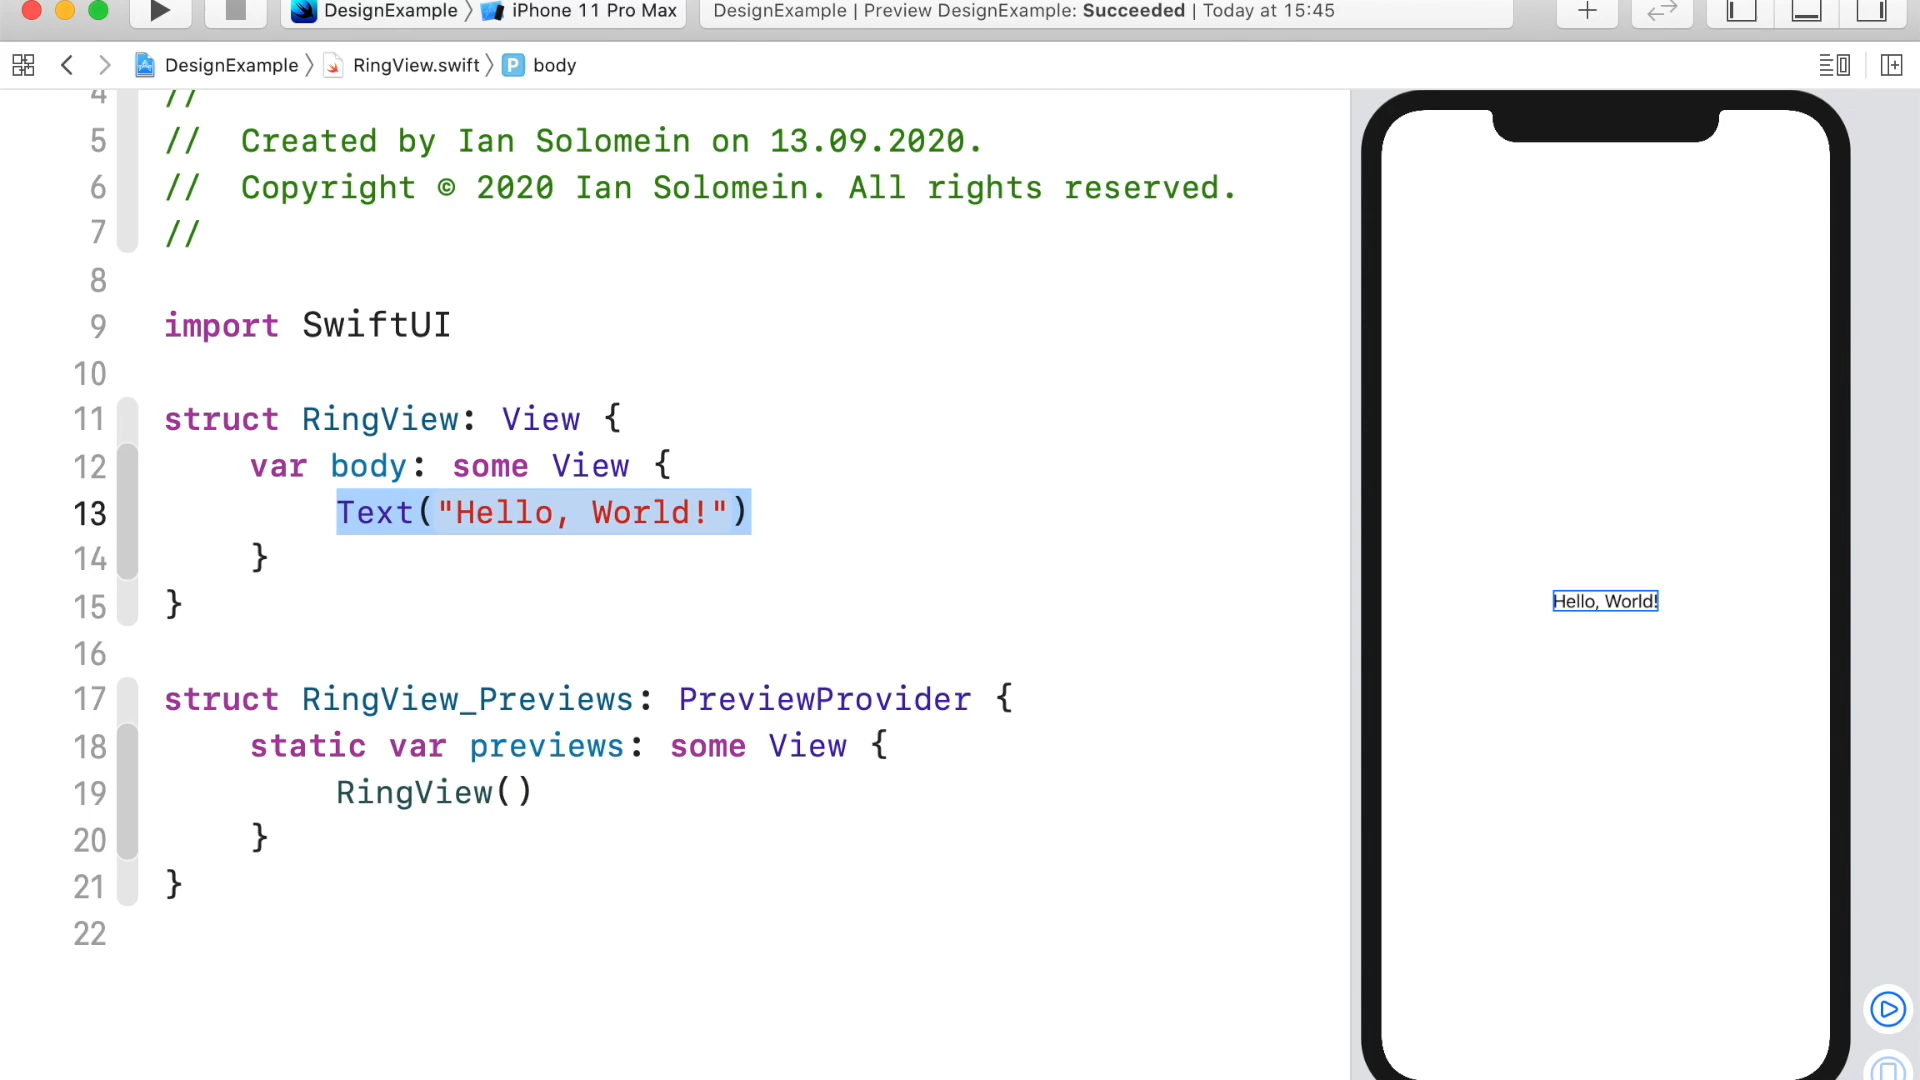 DesignExample 〉 iPhone 11 Pro Max
DesignExample | Preview DesignExample: Succeeded | Today at 15:45
DesignExample 〉 RingView.swift 〉 P body
4 //
5 //  Created by Ian Solomein on 13.09.2020.
6 //  Copyright © 2020 Ian Solomein. All rights reserved.
7 //
8
9 import SwiftUI
10
11 struct RingView: View {
12     var body: some View {
13         Text("Hello, World!")
14     }
15 }
16
17 struct RingView_Previews: PreviewProvider {
18     static var previews: some View {
19         RingView()
20     }
21 }
22
Hello, World!